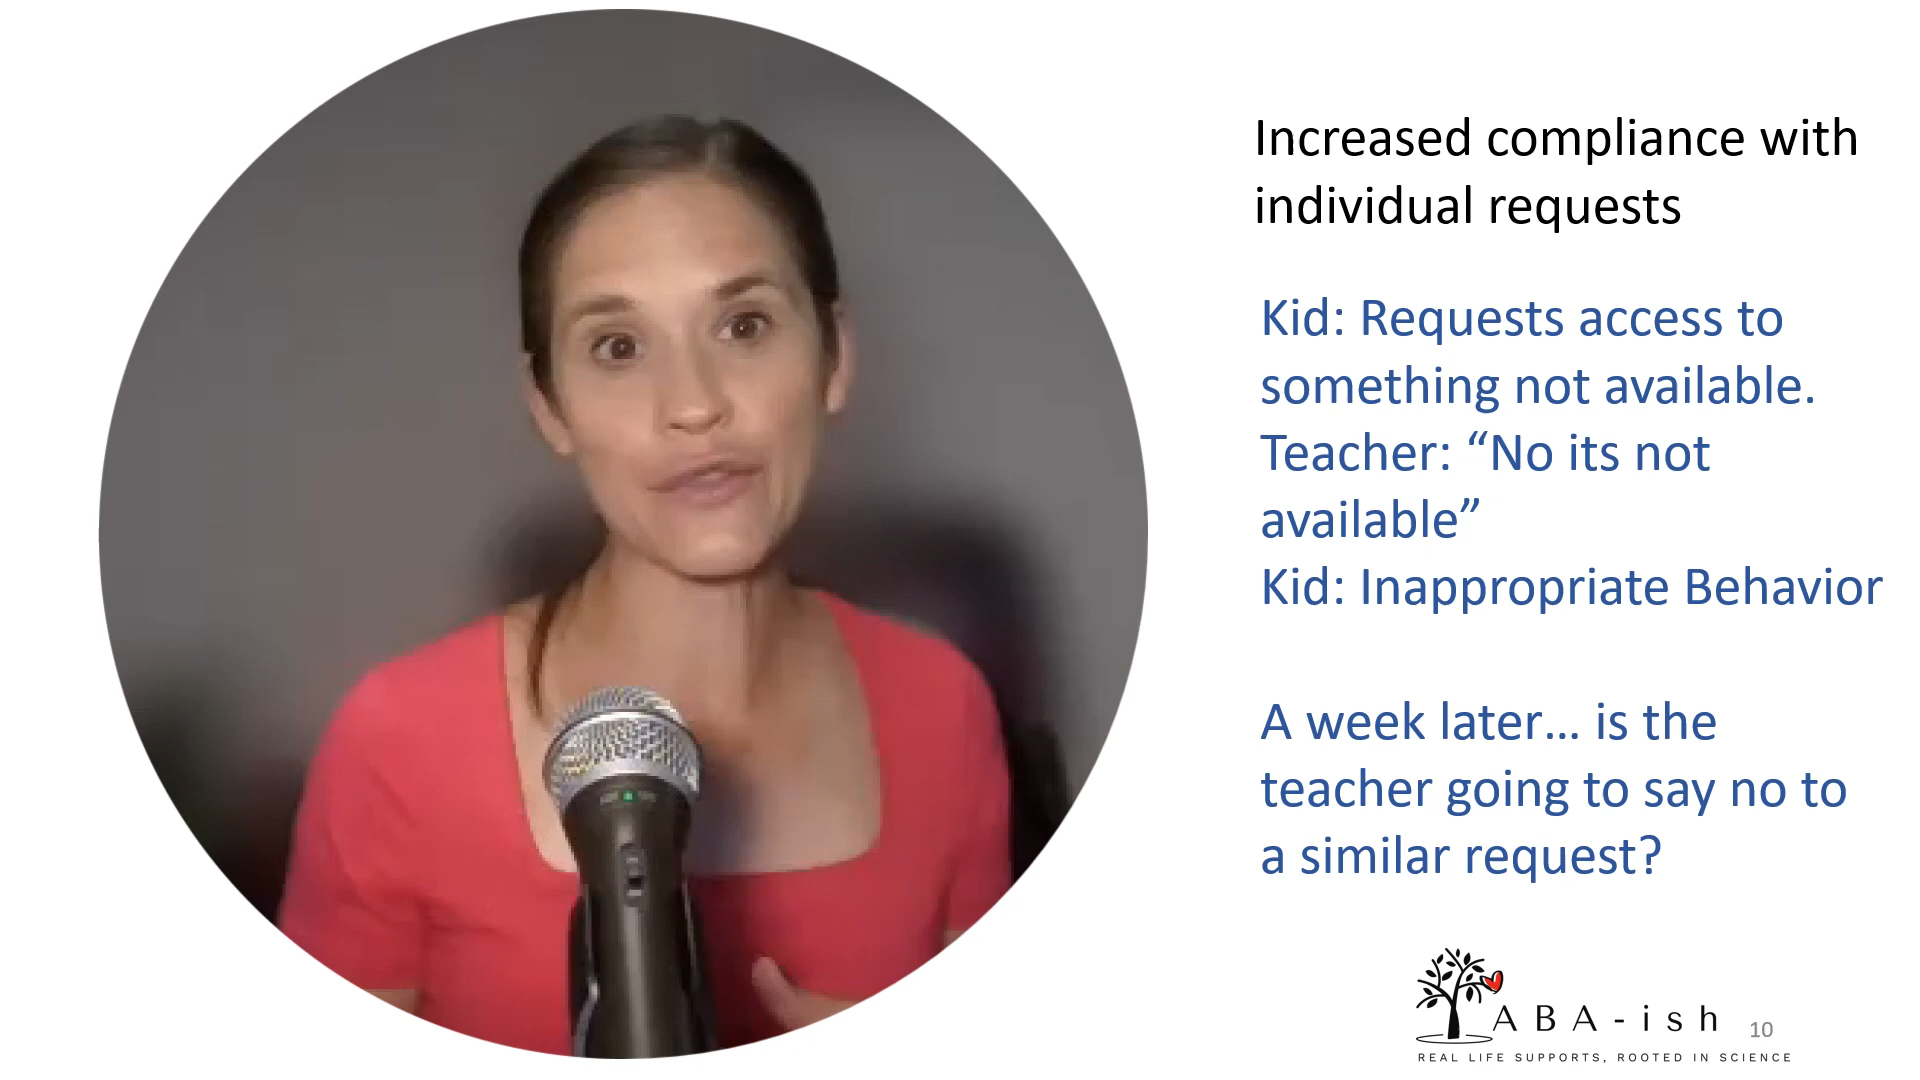 Increased compliance with
individual requests
Kid: Requests access to
something not available.
Teacher: “No its not
available”
Kid: Inappropriate Behavior
A week later… is the
teacher going to say no to
a similar request?
ABA-ish
10
REAL LIFE SUPPORTS, ROOTED IN SCIENCE